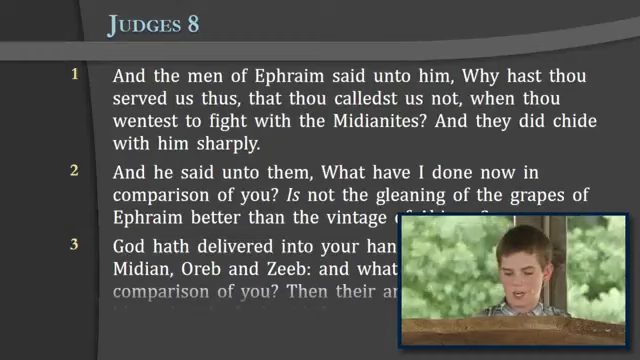 JUDGES 8
1 And the men of Ephraim said unto him, Why hast thou
served us thus, that thou calledst us not, when thou
wentest to fight with the Midianites? And they did chide
with him sharply.
2 And he said unto them, What have I done now in
comparison of you? Is not the gleaning of the grapes of
Ephraim better than the vintage of
3 God hath delivered into your
Midian, Oreb and Zeeb: and what
comparison of you? Then their